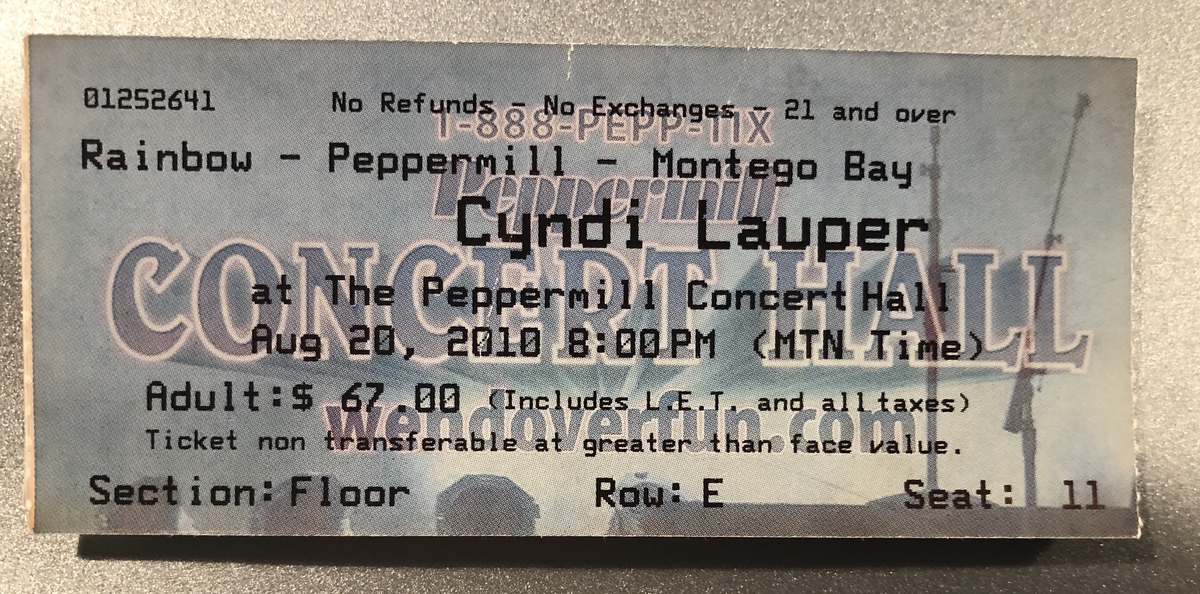 01252641 No Refunds - No Exchanges - 21 and over
1-888-PEPP-TIX
Rainbow - Peppermill - Montego Bay
Peppermill
Cyndi Lauper
CONCERT HALL
at The Peppermill Concert Hall
Aug 20, 2010 8:00PM (MTN Time)
Adult:$ 67.00 (Includes L.E.T. and all taxes)
wendoverfun.com
Ticket non transferable at greater than face value.
Section: Floor Row: E Seat: 11